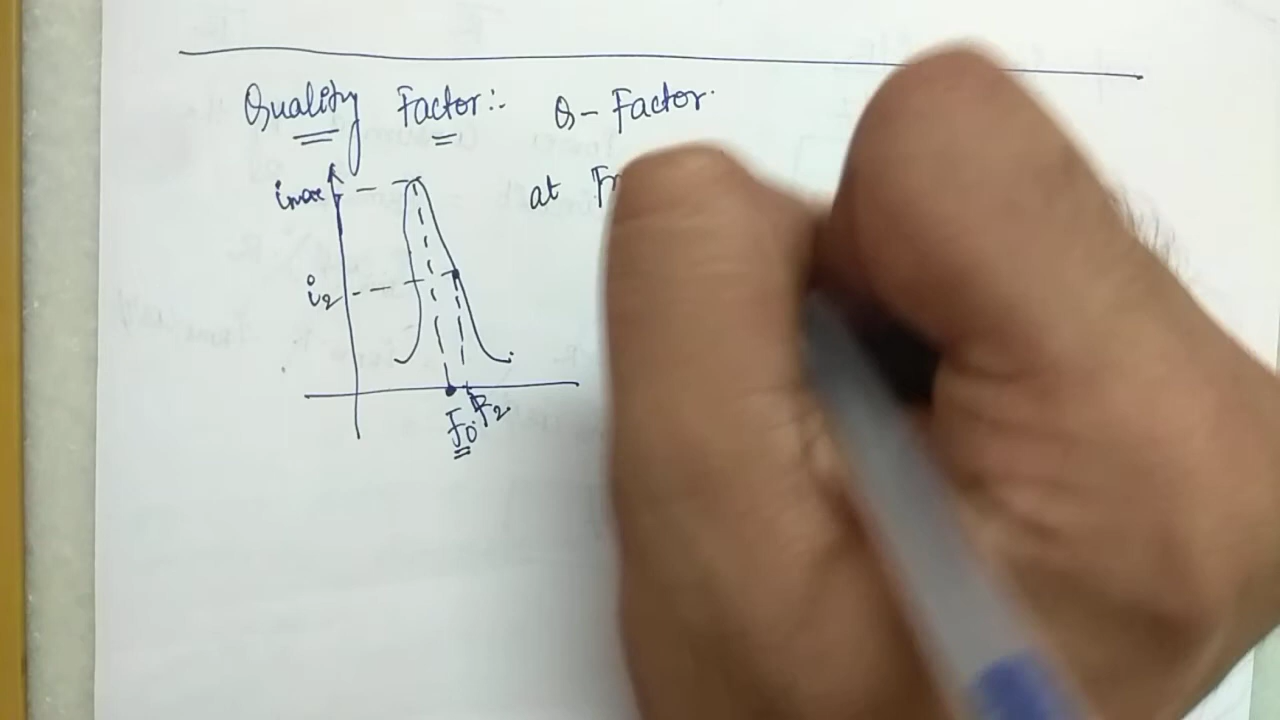 Quality Factor:- Q-Factor.
at
imax
i2
F0 F2